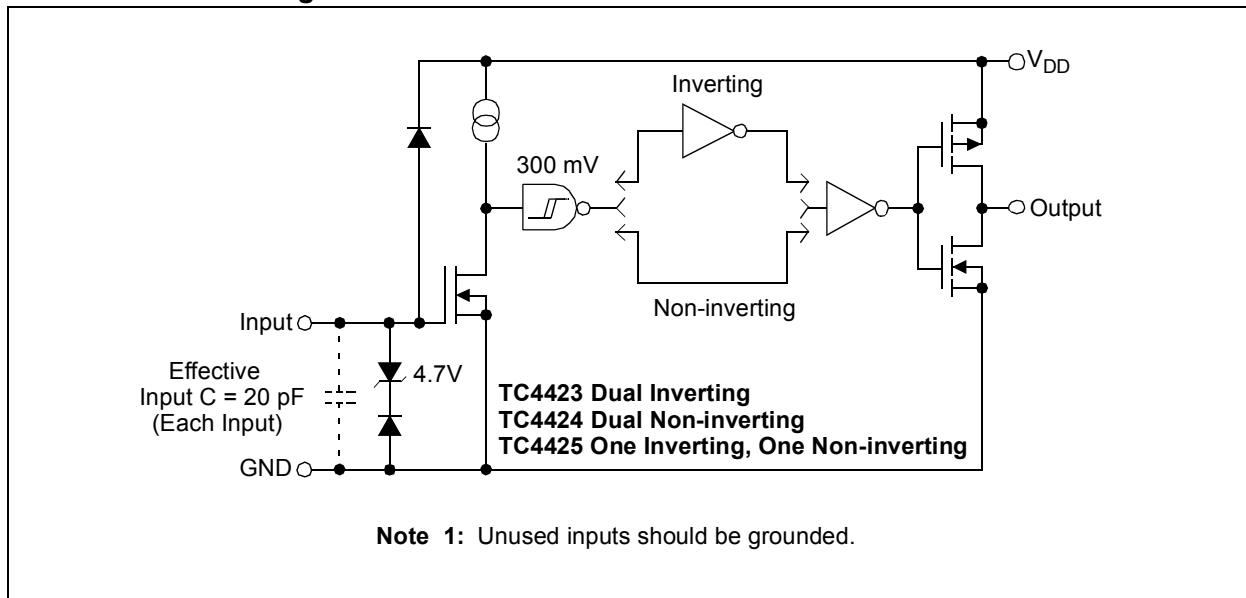 V_DD
Inverting
300 mV
Output
Non-inverting
Input
Effective
Input C = 20 pF
(Each Input)
4.7V
TC4423 Dual Inverting
TC4424 Dual Non-inverting
TC4425 One Inverting, One Non-inverting
GND
Note 1: Unused inputs should be grounded.